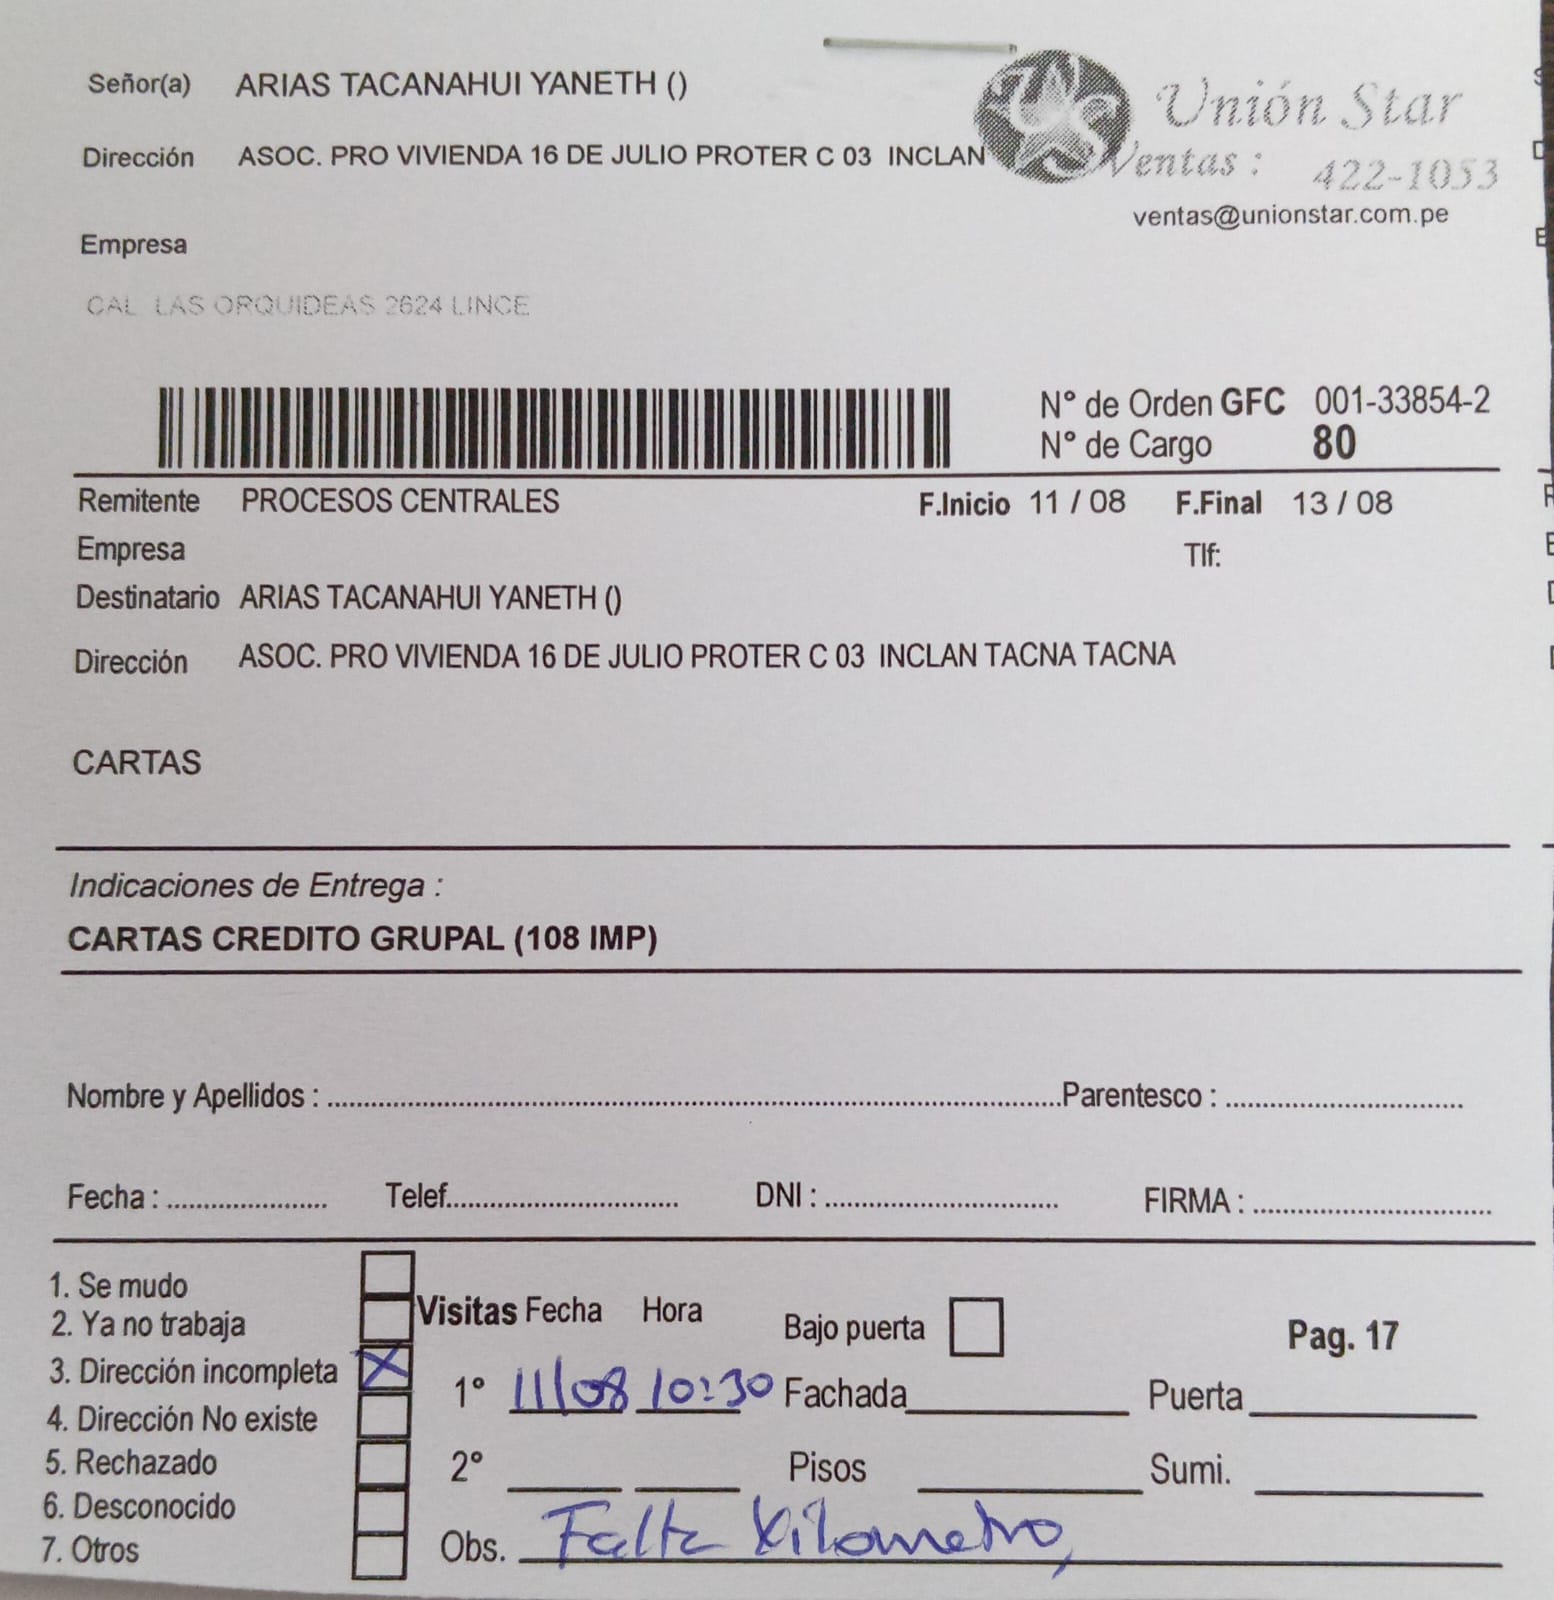 Señor(a) ARIAS TACANAHUI YANETH ()
Unión Star
Dirección ASOC. PRO VIVIENDA 16 DE JULIO PROTER C 03 INCLAN
Ventas : 422-1053
ventas@unionstar.com.pe
Empresa
CAL LAS ORQUIDEAS 2624 LINCE
N° de Orden GFC 001-33854-2
N° de Cargo 80
Remitente PROCESOS CENTRALES F.Inicio 11 / 08 F.Final 13 / 08
Empresa Tlf:
Destinatario ARIAS TACANAHUI YANETH ()
Dirección ASOC. PRO VIVIENDA 16 DE JULIO PROTER C 03 INCLAN TACNA TACNA
CARTAS
Indicaciones de Entrega :
CARTAS CREDITO GRUPAL (108 IMP)
Nombre y Apellidos : Parentesco :
Fecha : Telef. DNI : FIRMA :
1. Se mudo
2. Ya no trabaja
3. Dirección incompleta X
4. Dirección No existe
5. Rechazado
6. Desconocido
7. Otros
Visitas Fecha Hora Bajo puerta Pag. 17
1° 11/08 10:30 Fachada Puerta
2° Pisos Sumi.
Obs. Falta Kilometro,